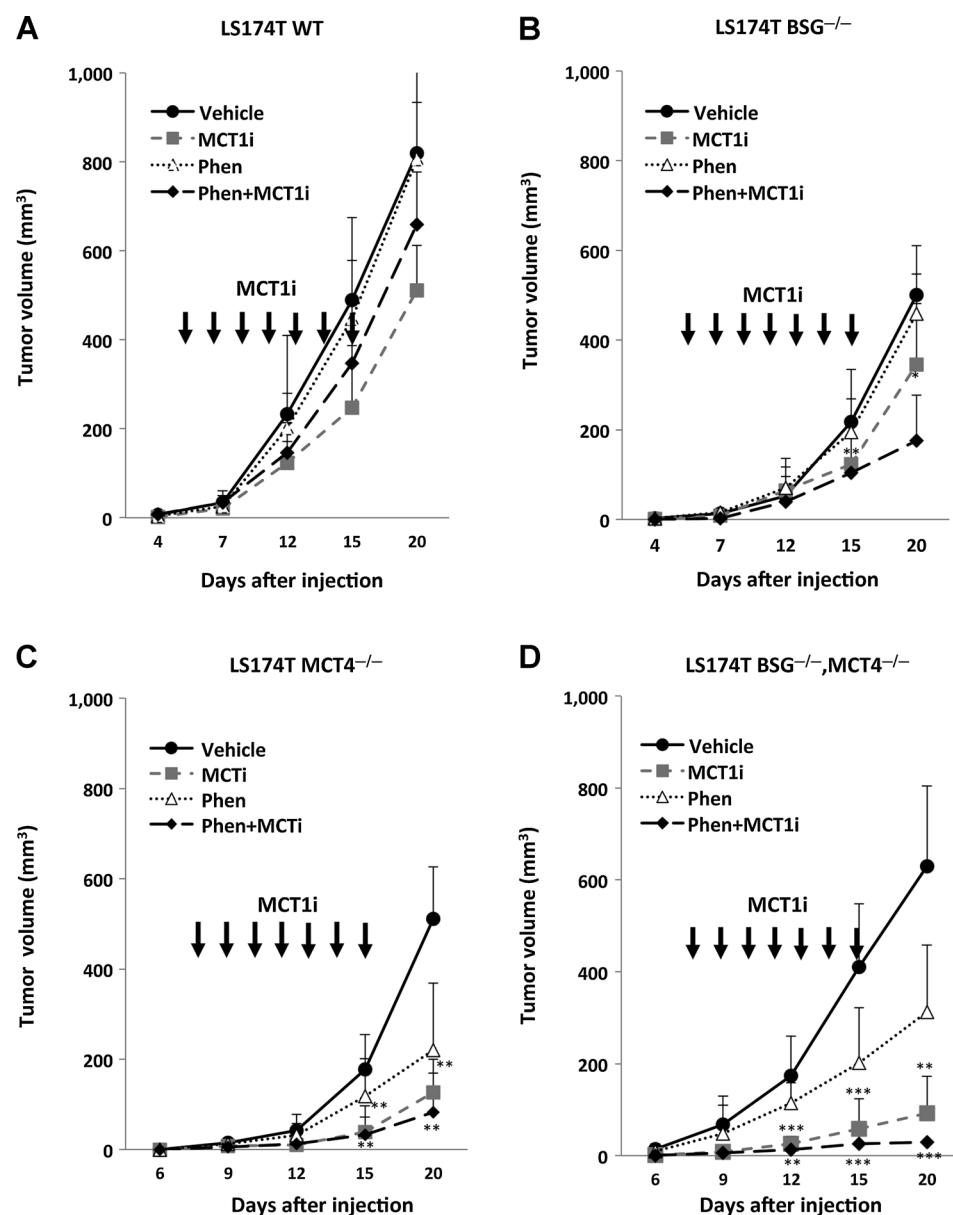 A
LS174T WT
1,000
800
600
400
200
0
Tumor volume (mm³)
Vehicle
MCT1i
Phen
Phen+MCT1i
MCT1i
4 7 12 15 20
Days after injection
B
LS174T BSG⁻/⁻
1,000
800
600
400
200
0
Tumor volume (mm³)
Vehicle
MCT1i
Phen
Phen+MCT1i
MCT1i
*
**
4 7 12 15 20
Days after injection
C
LS174T MCT4⁻/⁻
1,000
800
600
400
200
0
Tumor volume (mm³)
Vehicle
MCTi
Phen
Phen+MCTi
MCT1i
**
**
**
**
6 9 12 15 20
Days after injection
D
LS174T BSG⁻/⁻,MCT4⁻/⁻
1,000
800
600
400
200
0
Tumor volume (mm³)
Vehicle
MCT1i
Phen
Phen+MCT1i
MCT1i
*** *** **
** *** ***
6 9 12 15 20
Days after injection